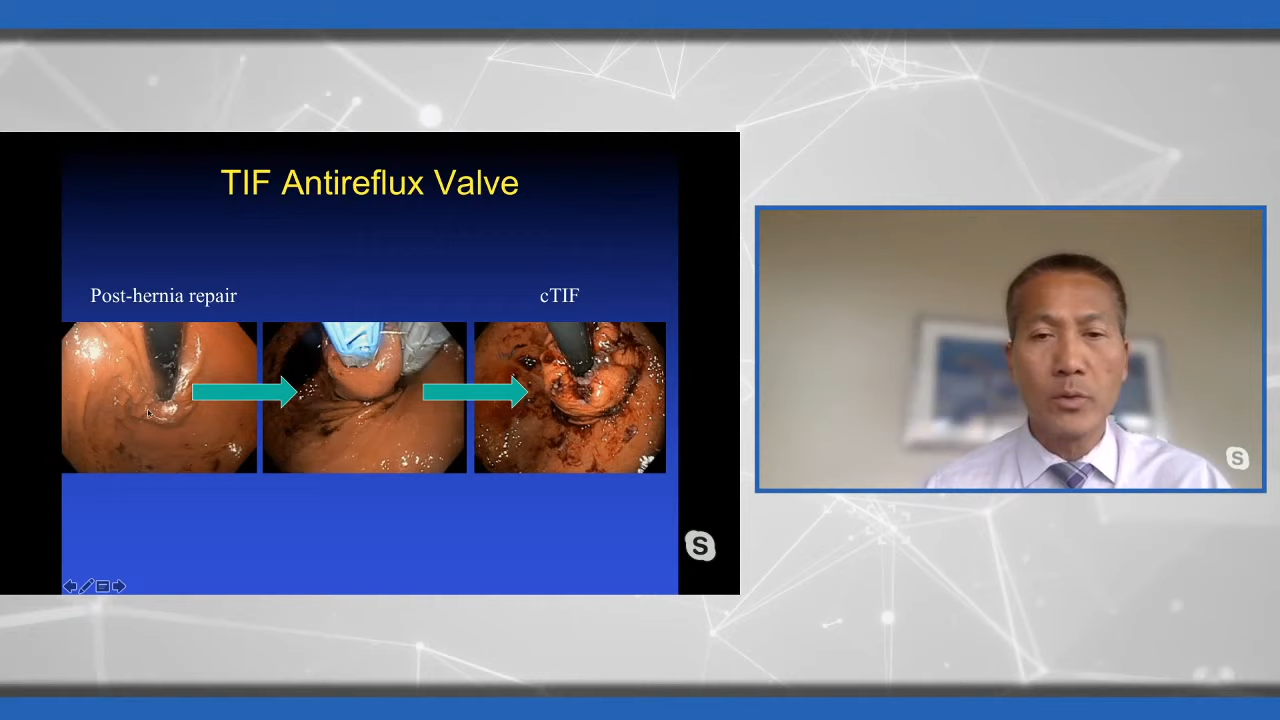 TIF Antireflux Valve
Post-hernia repair
cTIF
S
S